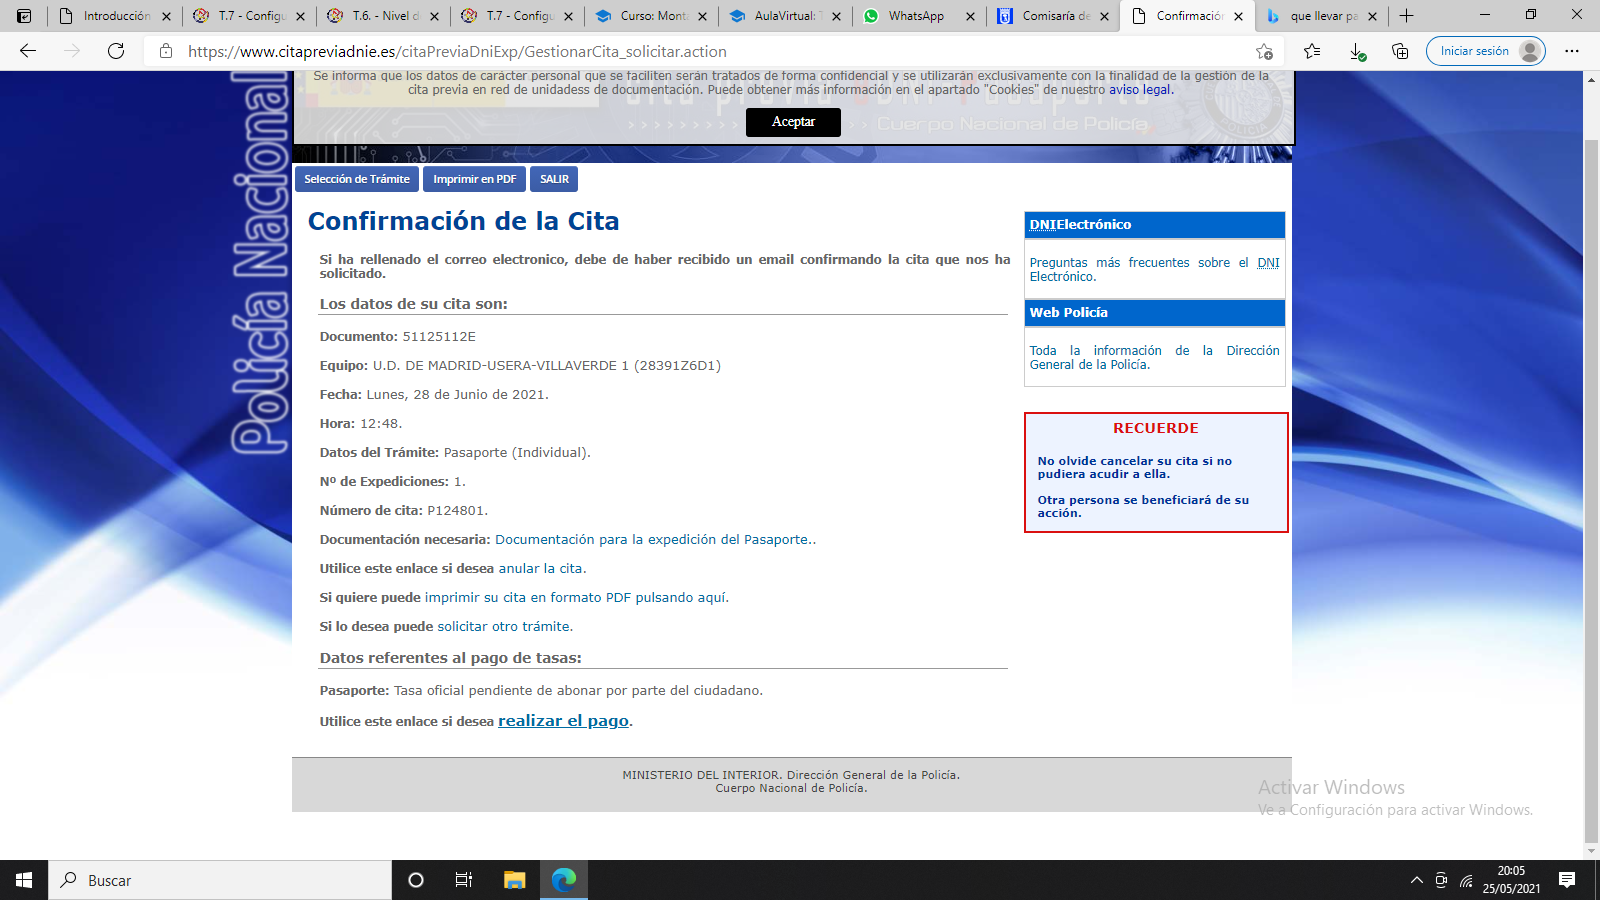 Introducción
T.7 - Configu
T.6. - Nivel d
T.7 - Configu
Curso: Monta
AulaVirtual: T
WhatsApp
Comisaría de
Confirmación
que llevar pa
https://www.citapreviadnie.es/citaPreviaDniExp/GestionarCita_solicitar.action
Iniciar sesión
Policía Nacional
Se informa que los datos de carácter personal que se faciliten serán tratados de forma confidencial y se utilizarán exclusivamente con la finalidad de la gestión de la
cita previa en red de unidadess de documentación. Puede obtener más información en el apartado "Cookies" de nuestro aviso legal.
Aceptar
Cuerpo Nacional de Policía
Selección de Trámite
Imprimir en PDF
SALIR
Confirmación de la Cita
Si ha rellenado el correo electronico, debe de haber recibido un email confirmando la cita que nos ha
solicitado.
Los datos de su cita son:
Documento: 51125112E
Equipo: U.D. DE MADRID-USERA-VILLAVERDE 1 (28391Z6D1)
Fecha: Lunes, 28 de Junio de 2021.
Hora: 12:48.
Datos del Trámite: Pasaporte (Individual).
Nº de Expediciones: 1.
Número de cita: P124801.
Documentación necesaria: Documentación para la expedición del Pasaporte..
Utilice este enlace si desea anular la cita.
Si quiere puede imprimir su cita en formato PDF pulsando aquí.
Si lo desea puede solicitar otro trámite.
Datos referentes al pago de tasas:
Pasaporte: Tasa oficial pendiente de abonar por parte del ciudadano.
Utilice este enlace si desea realizar el pago.
DNIElectrónico
Preguntas más frecuentes sobre el DNI
Electrónico.
Web Policía
Toda la información de la Dirección
General de la Policía.
RECUERDE
No olvide cancelar su cita si no
pudiera acudir a ella.
Otra persona se beneficiará de su
acción.
MINISTERIO DEL INTERIOR. Dirección General de la Policía.
Cuerpo Nacional de Policía.
Activar Windows
Ve a Configuración para activar Windows.
Buscar
20:05
25/05/2021